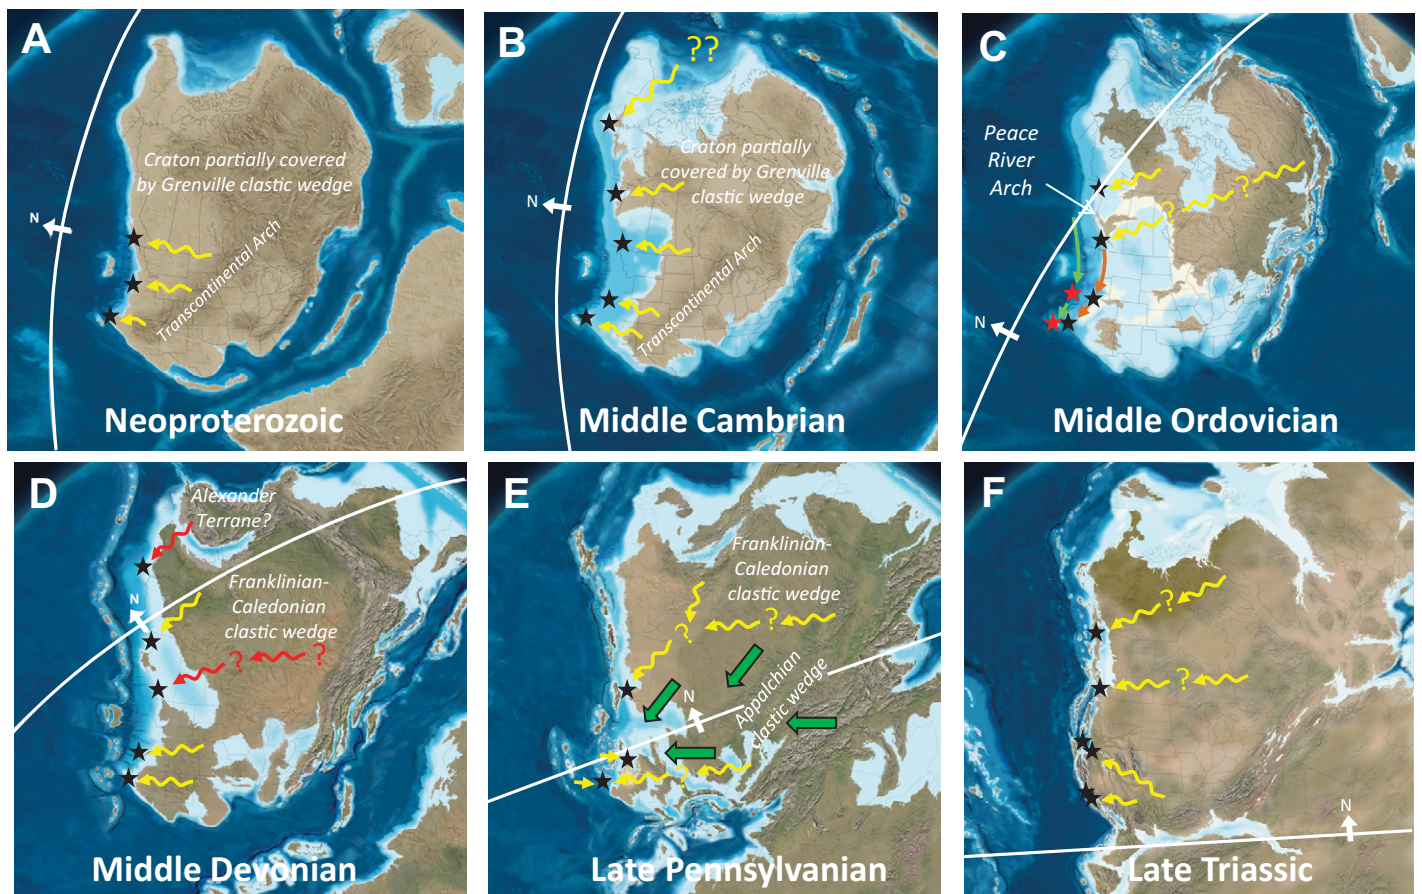 A
Craton partially covered
by Grenville clastic wedge
N
Transcontinental Arch
Neoproterozoic
B
??
Craton partially
covered by Grenville
clastic wedge
N
Transcontinental Arch
Middle Cambrian
C
Peace
River
Arch
?
?
N
Middle Ordovician
D
Alexander
Terrane?
N
Franklinian-
Caledonian
clastic wedge
?
?
Middle Devonian
E
Franklinian-
Caledonian
clastic wedge
?
?
N
Appalchian
clastic wedge
?
Late Pennsylvanian
F
?
?
N
Late Triassic